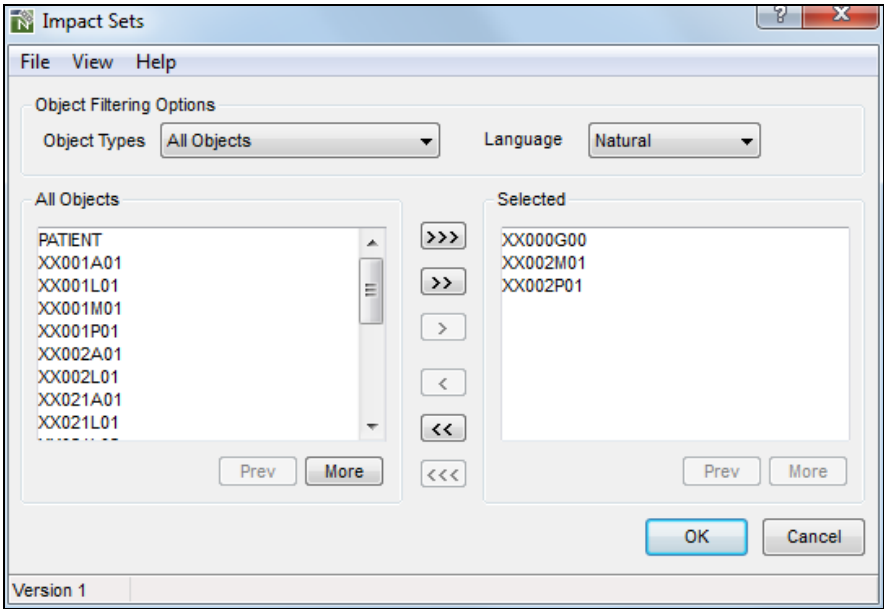 Impact Sets
File View Help
Object Filtering Options
Object Types All Objects Language Natural
All Objects
PATIENT
XX001A01
XX001L01
XX001M01
XX001P01
XX002A01
XX002L01
XX021A01
XX021L01
Prev More
>>>
>>
>
<
<<
<<<
Selected
XX000G00
XX002M01
XX002P01
Prev More
OK Cancel
Version 1